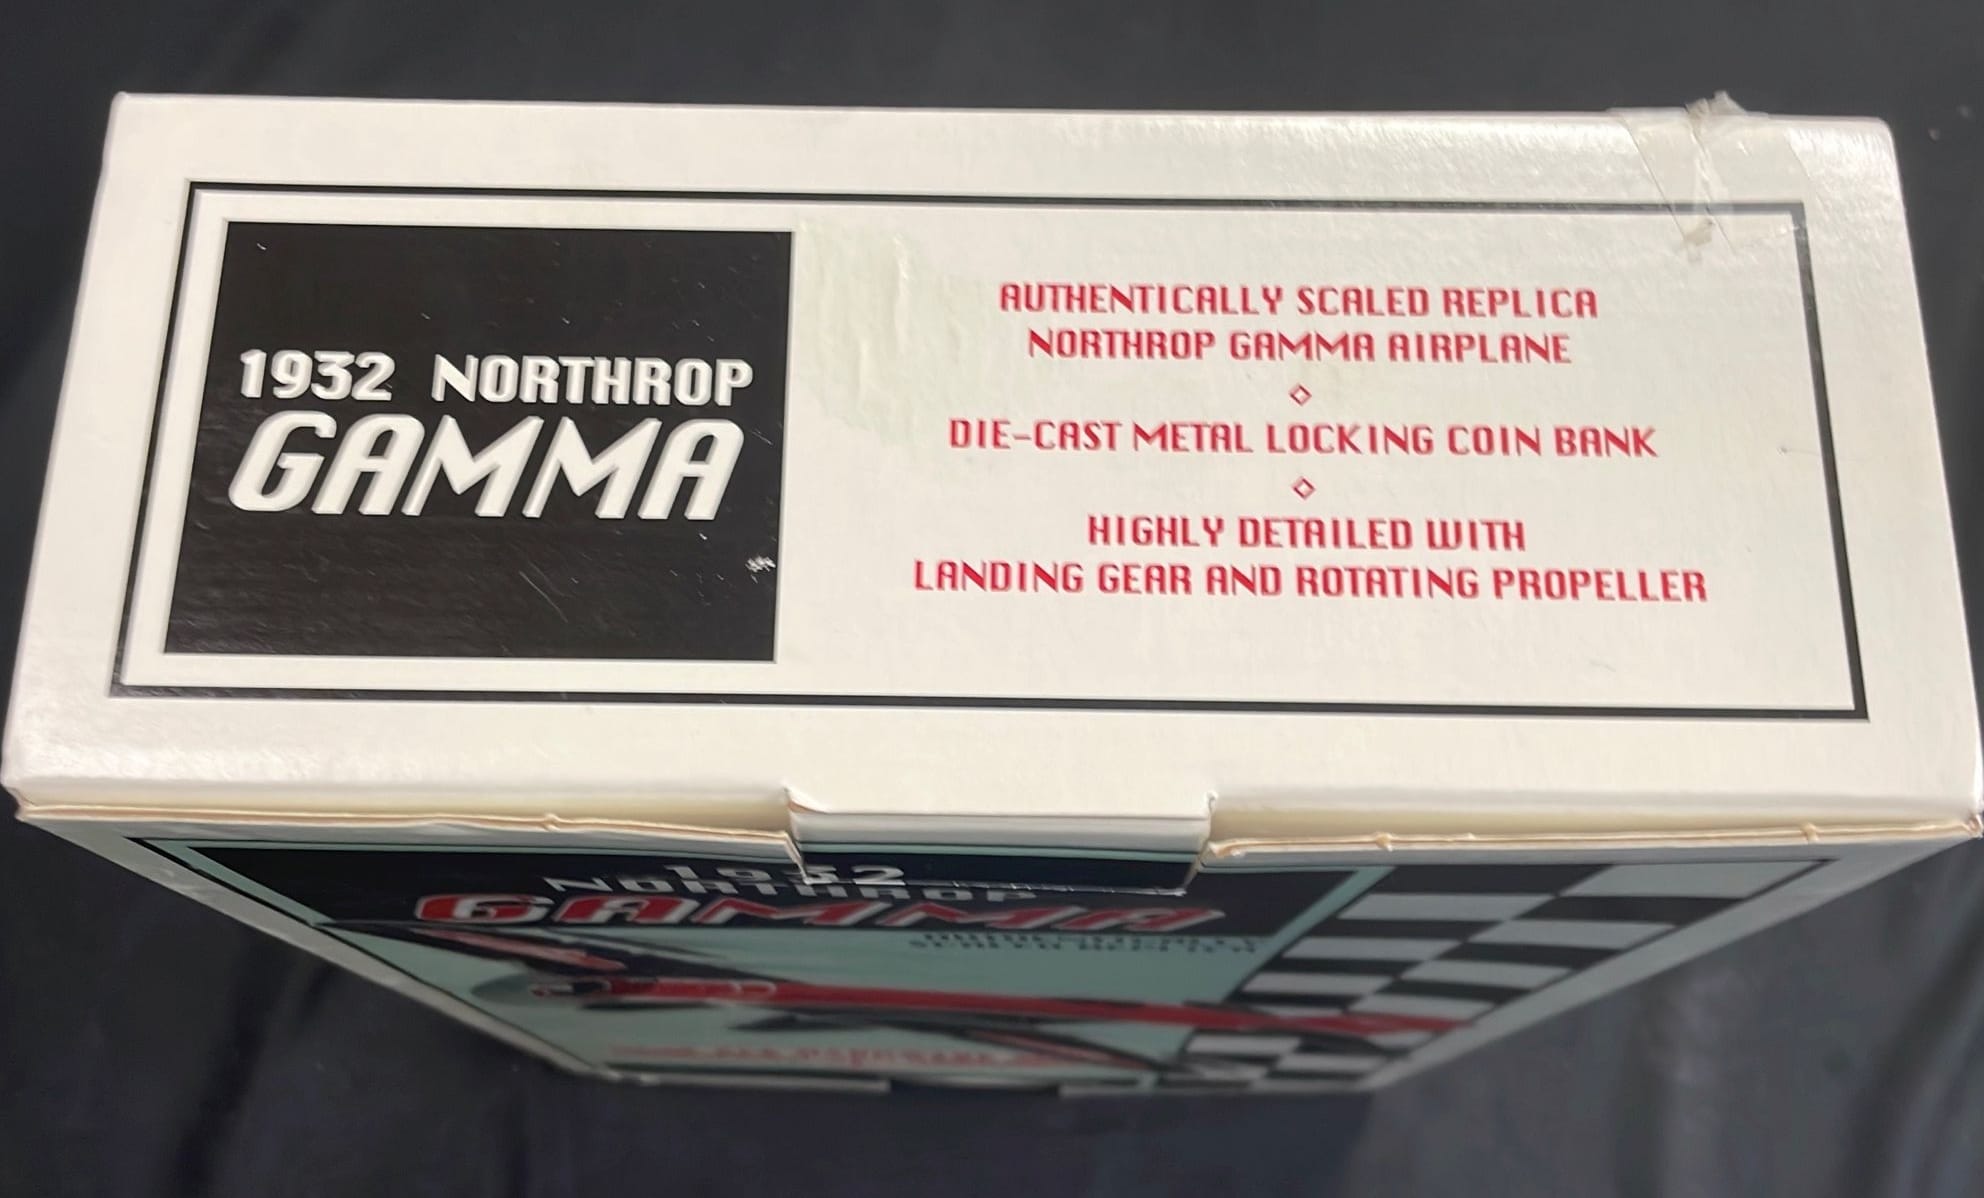 1932 NORTHROP
GAMMA
AUTHENTICALLY SCALED REPLICA
NORTHROP GAMMA AIRPLANE
DIE-CAST METAL LOCKING COIN BANK
HIGHLY DETAILED WITH
LANDING GEAR AND ROTATING PROPELLER
1932
NORTHROP
GAMMA